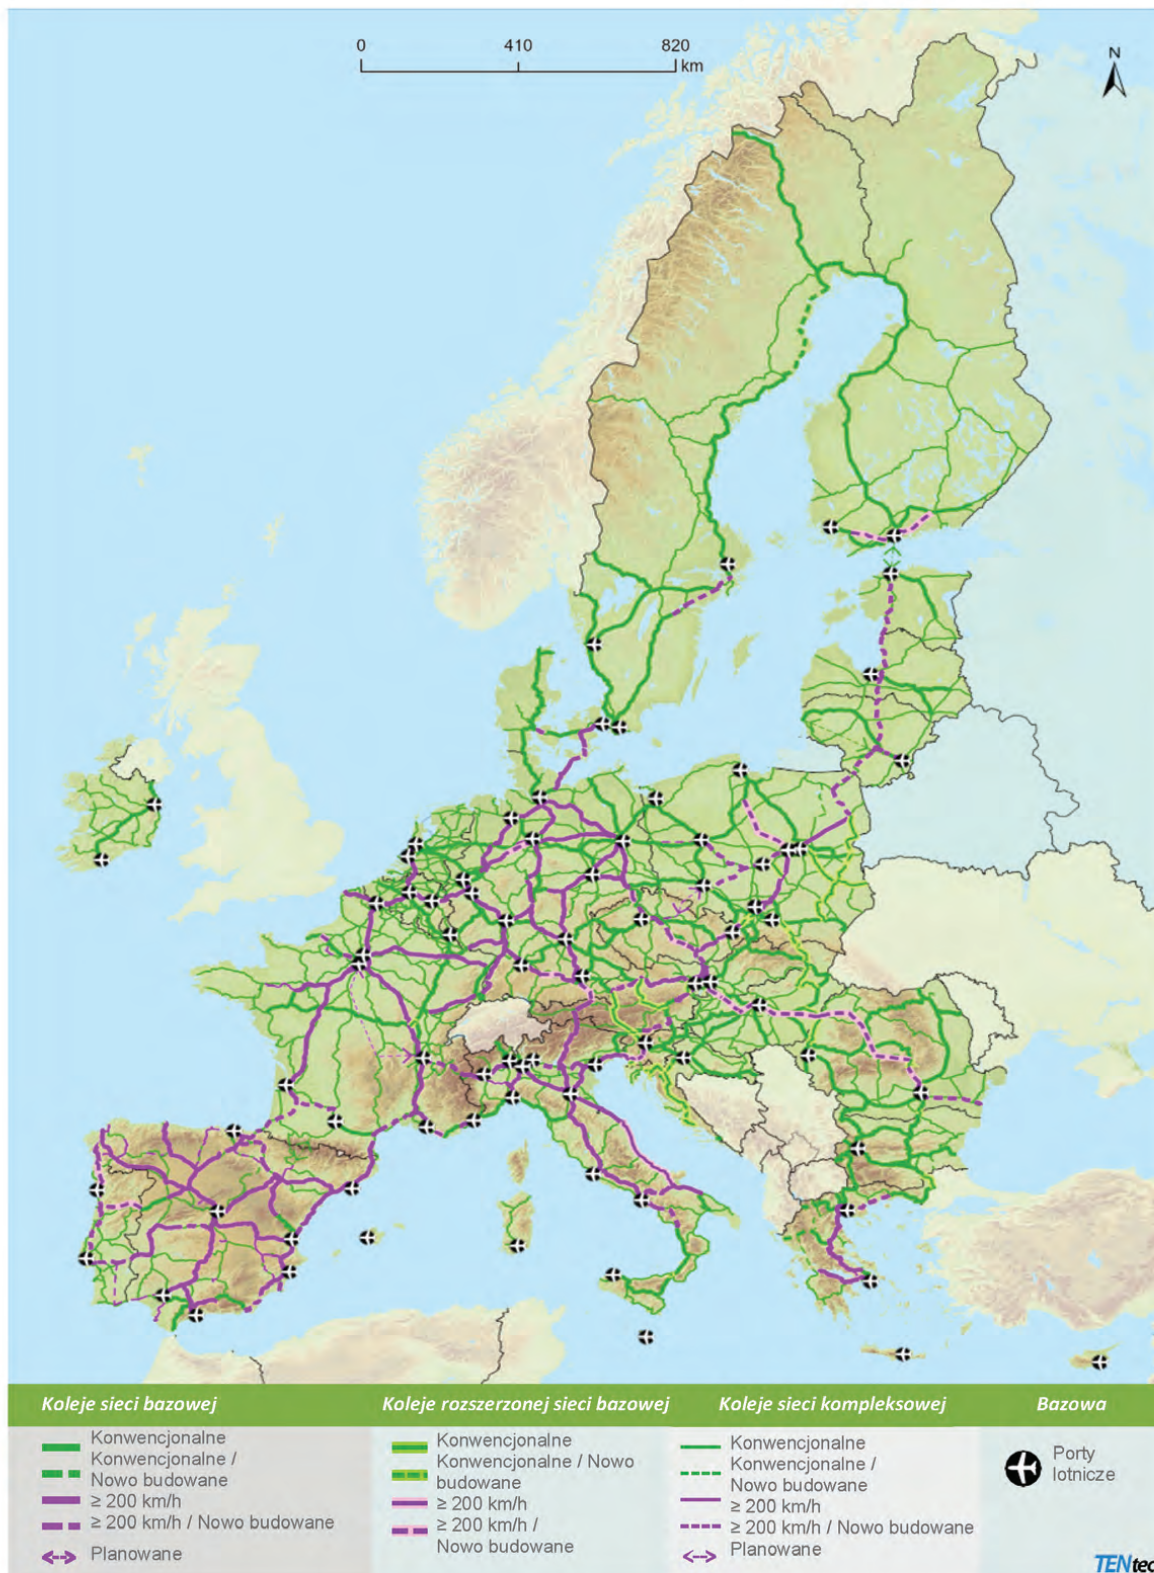 0 410 820
km
N
Koleje sieci bazowej
Konwencjonalne
Konwencjonalne /
Nowo budowane
≥ 200 km/h
≥ 200 km/h / Nowo budowane
Planowane
Koleje rozszerzonej sieci bazowej
Konwencjonalne
Konwencjonalne / Nowo
budowane
≥ 200 km/h
≥ 200 km/h /
Nowo budowane
Koleje sieci kompleksowej
Konwencjonalne
Konwencjonalne /
Nowo budowane
≥ 200 km/h
≥ 200 km/h / Nowo budowane
Planowane
Bazowa
Porty
lotnicze
TENtec